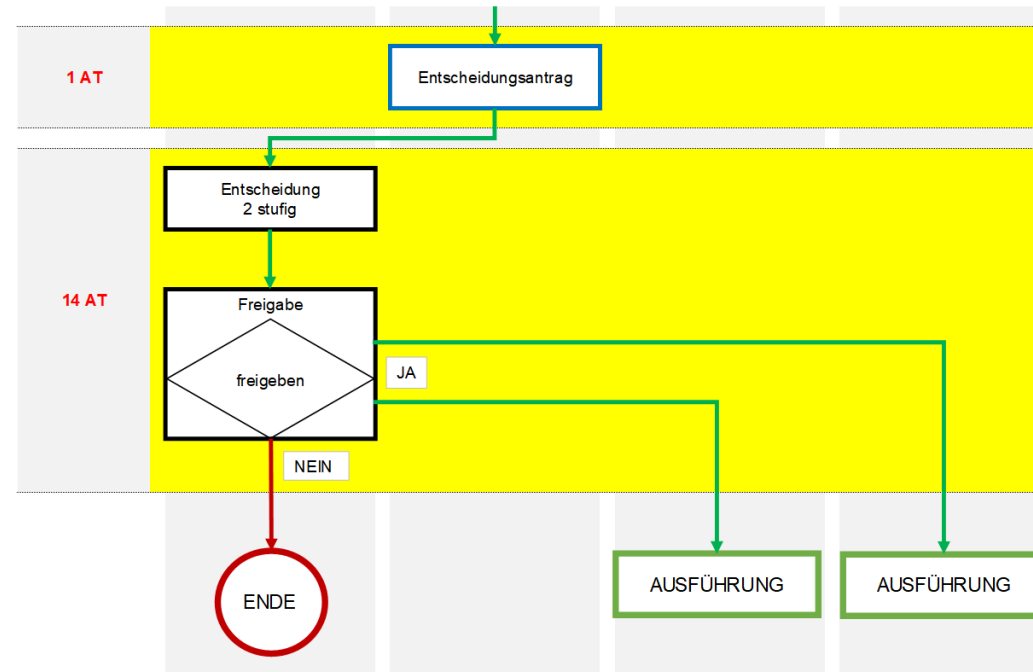 1 AT
Entscheidungsantrag
14 AT
Entscheidung
2 stufig
Freigabe
freigeben
JA
NEIN
ENDE
AUSFÜHRUNG
AUSFÜHRUNG